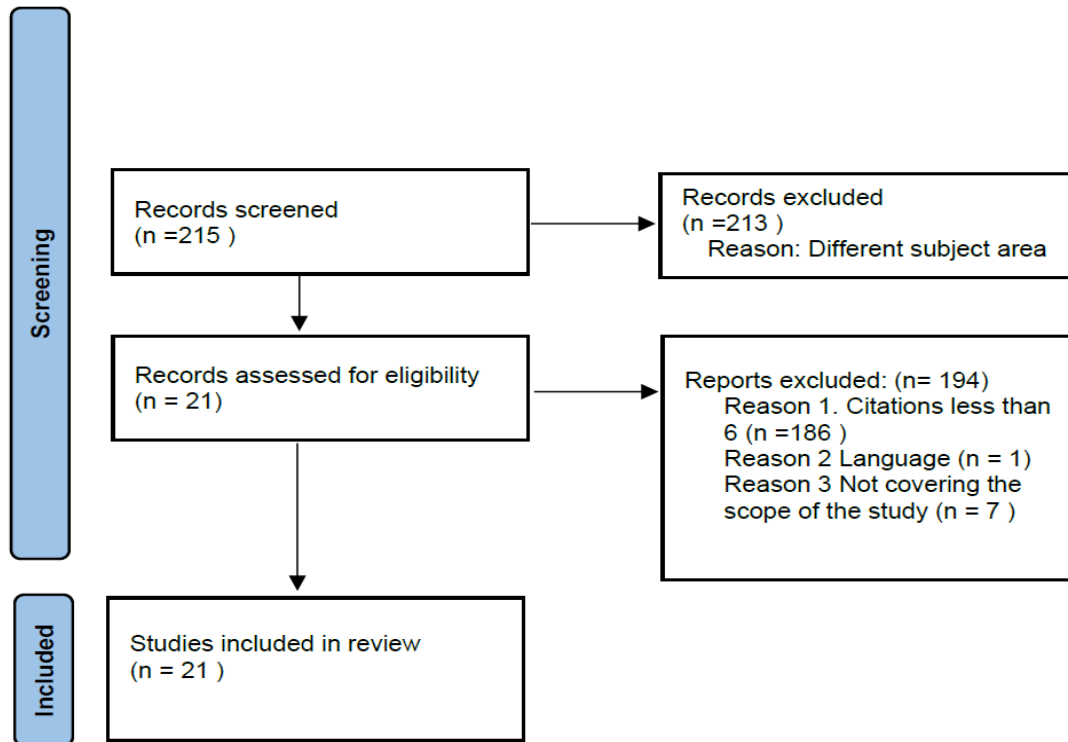 Screening
Records screened
(n =215 )
Records excluded
(n =213 )
Reason: Different subject area
Records assessed for eligibility
(n = 21)
Reports excluded: (n= 194)
Reason 1. Citations less than
6 (n =186 )
Reason 2 Language (n = 1)
Reason 3 Not covering the
scope of the study (n = 7 )
Included
Studies included in review
(n = 21 )